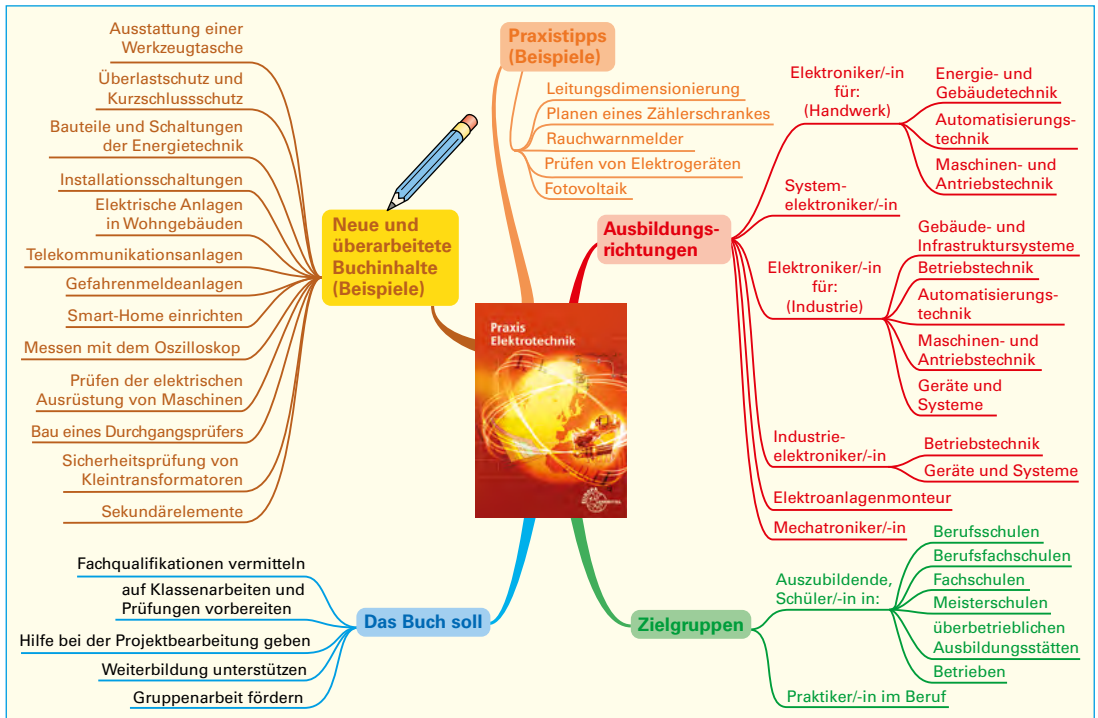 Ausstattung einer
Werkzeugtasche
Überlastschutz und
Kurzschlussschutz
Bauteile und Schaltungen
der Energietechnik
Installationsschaltungen
Elektrische Anlagen
in Wohngebäuden
Telekommunikationsanlagen
Gefahrenmeldeanlagen
Smart-Home einrichten
Messen mit dem Oszilloskop
Prüfen der elektrischen
Ausrüstung von Maschinen
Bau eines Durchgangsprüfers
Sicherheitsprüfung von
Kleintransformatoren
Sekundärelemente
Neue und
überarbeitete
Buchinhalte
(Beispiele)
Praxistipps
(Beispiele)
Leitungsdimensionierung
Planen eines Zählerschrankes
Rauchwarnmelder
Prüfen von Elektrogeräten
Fotovoltaik
Praxis
Elektrotechnik
Ausbildungs-
richtungen
Elektroniker/-in
für:
(Handwerk)
Energie- und
Gebäudetechnik
Automatisierungs-
technik
Maschinen- und
Antriebstechnik
System-
elektroniker/-in
Elektroniker/-in
für:
(Industrie)
Gebäude- und
Infrastruktursysteme
Betriebstechnik
Automatisierungs-
technik
Maschinen- und
Antriebstechnik
Geräte und
Systeme
Industrie-
elektroniker/-in
Betriebstechnik
Geräte und Systeme
Elektroanlagenmonteur
Mechatroniker/-in
Das Buch soll
Fachqualifikationen vermitteln
auf Klassenarbeiten und
Prüfungen vorbereiten
Hilfe bei der Projektbearbeitung geben
Weiterbildung unterstützen
Gruppenarbeit fördern
Zielgruppen
Auszubildende,
Schüler/-in in:
Berufsschulen
Berufsfachschulen
Fachschulen
Meisterschulen
überbetrieblichen
Ausbildungsstätten
Betrieben
Praktiker/-in im Beruf